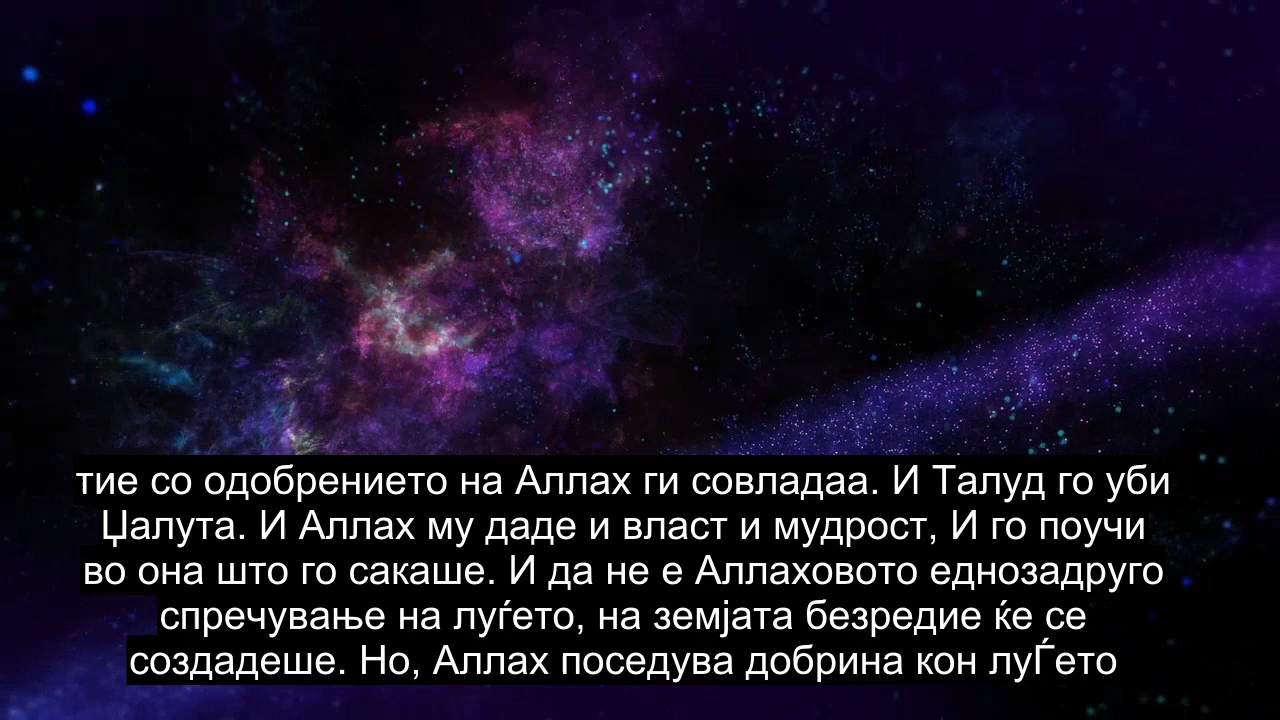 тие со одобрението на Аллах ги совладаа. И Талуд го уби
Џалута. И Аллах му даде и власт и мудрост, И го поучи
во она што го сакаше. И да не е Аллаховото еднозадруго
спречување на луѓето, на земјата безредие ќе се
создадеше. Но, Аллах поседува добрина кон луЃето